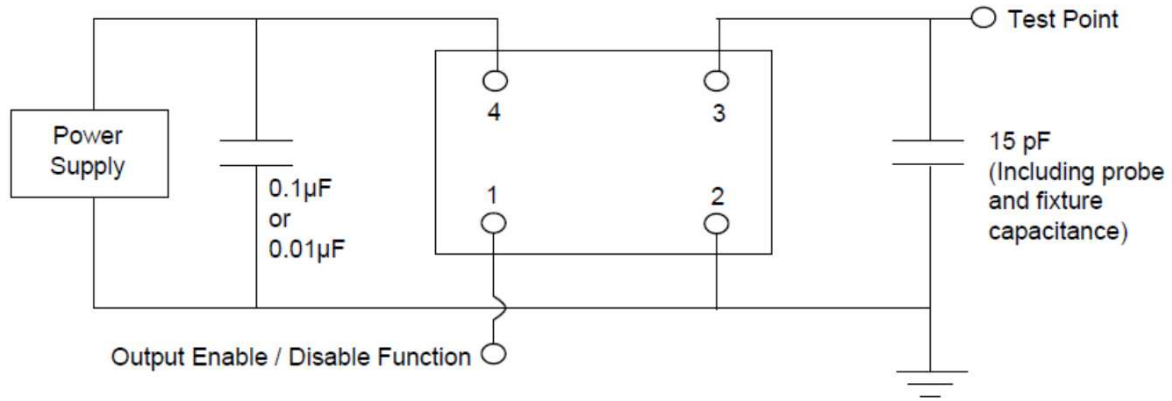 Test Point
4
3
Power
Supply
15 pF
(Including probe
and fixture
capacitance)
0.1µF
or
0.01µF
1
2
Output Enable / Disable Function